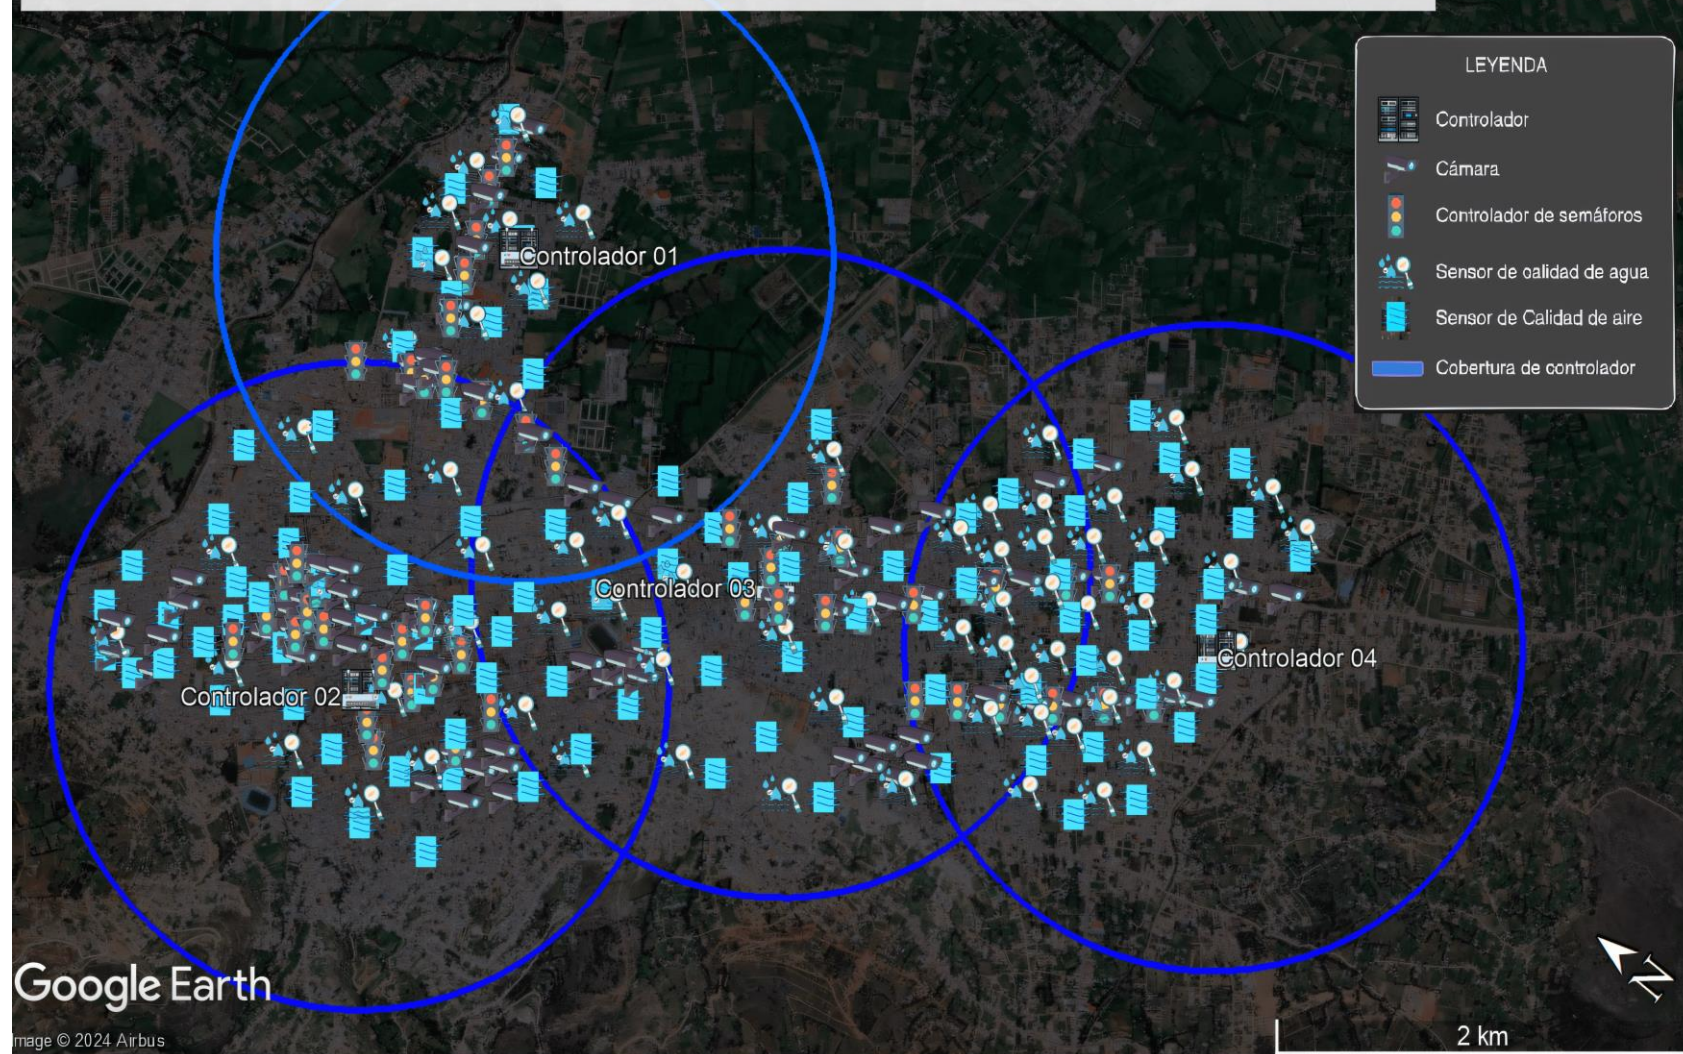 LEYENDA
Controlador
Cámara
Controlador de semáforos
Sensor de calidad de agua
Sensor de Calidad de aire
Cobertura de controlador
Controlador 01
Controlador 03
Controlador 04
Controlador 02
Google Earth
Image © 2024 Airbus
2 km
N